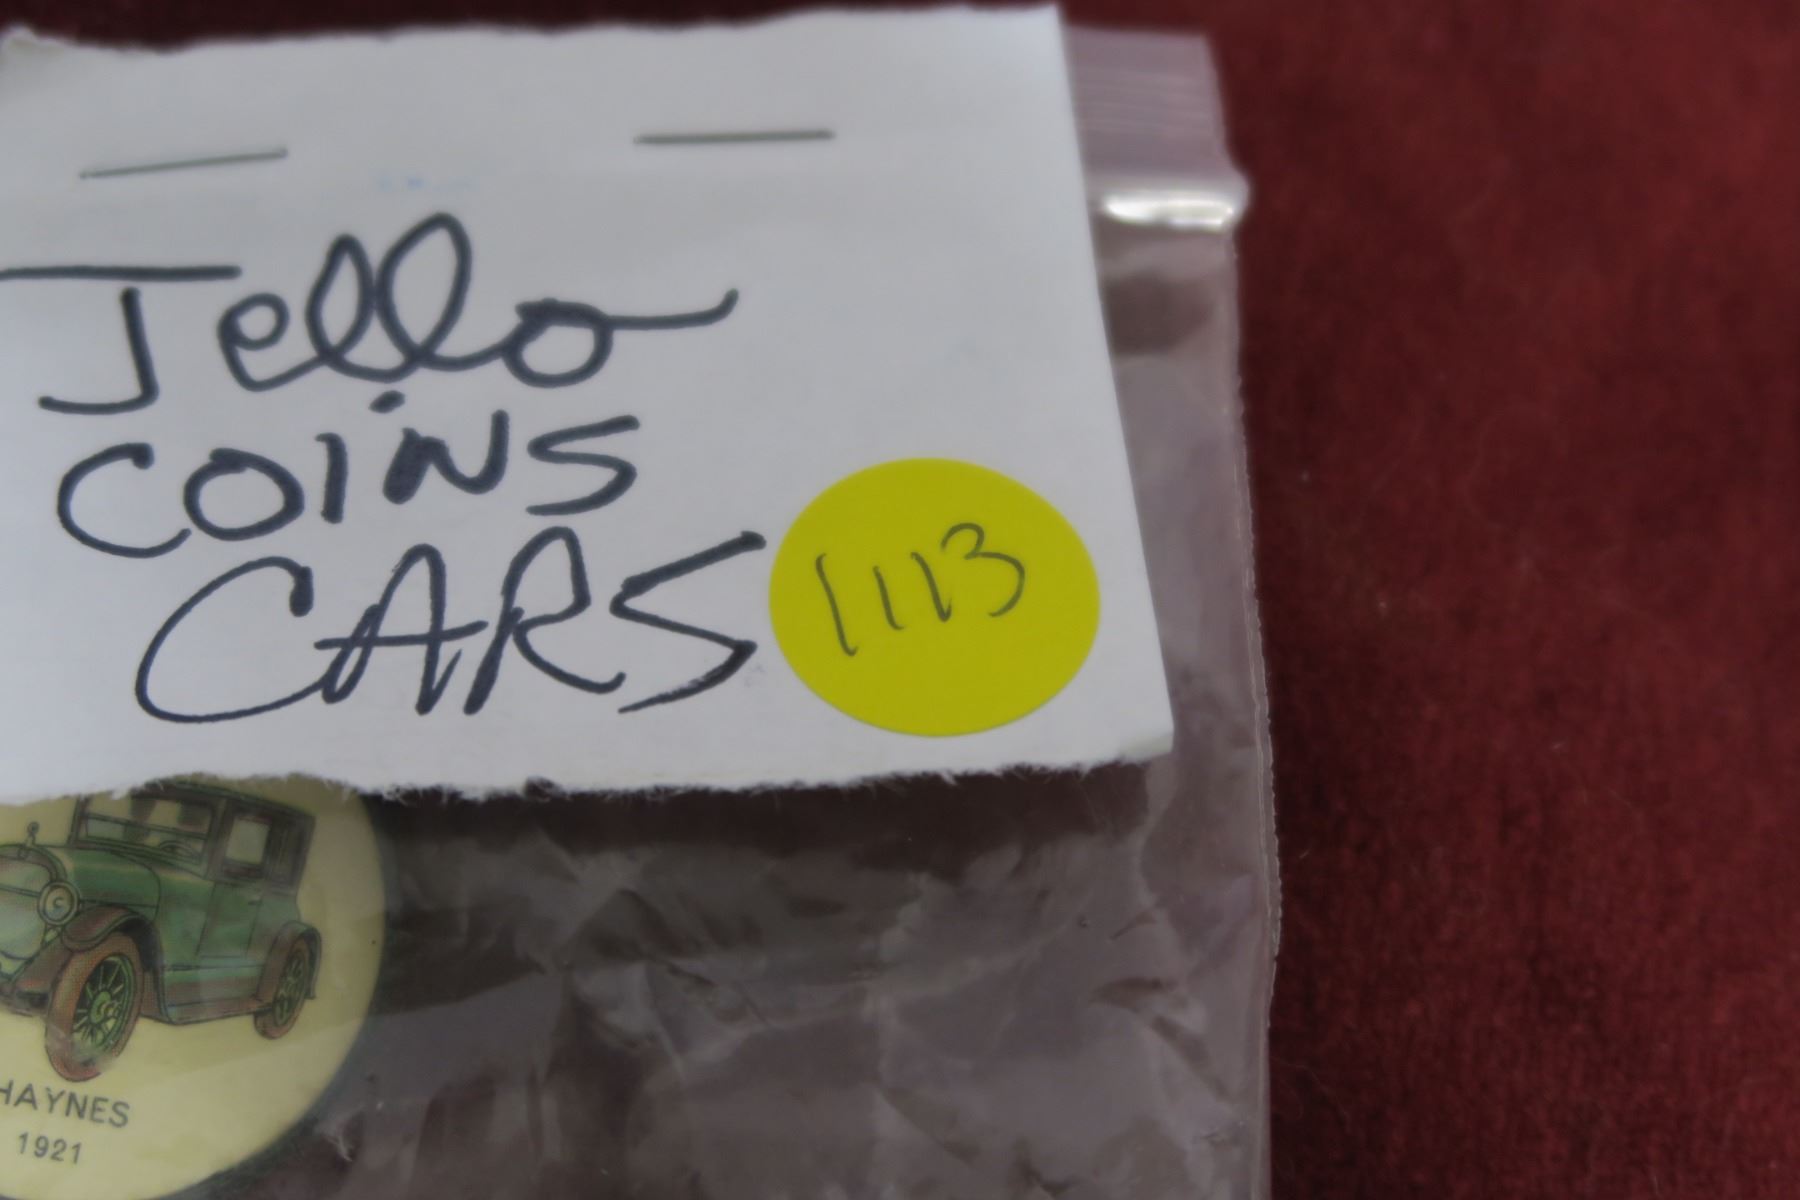 Jello
COINS
CARS
1113
HAYNES
1921